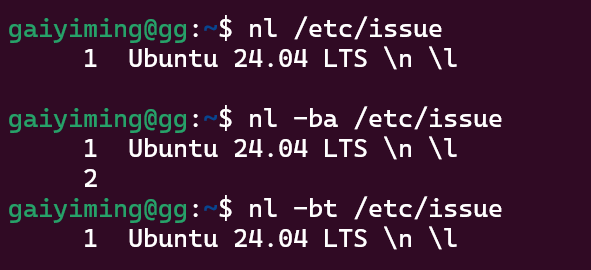 gaiyiming@gg:~$ nl /etc/issue
     1  Ubuntu 24.04 LTS \n \l

gaiyiming@gg:~$ nl -ba /etc/issue
     1  Ubuntu 24.04 LTS \n \l
     2
gaiyiming@gg:~$ nl -bt /etc/issue
     1  Ubuntu 24.04 LTS \n \l